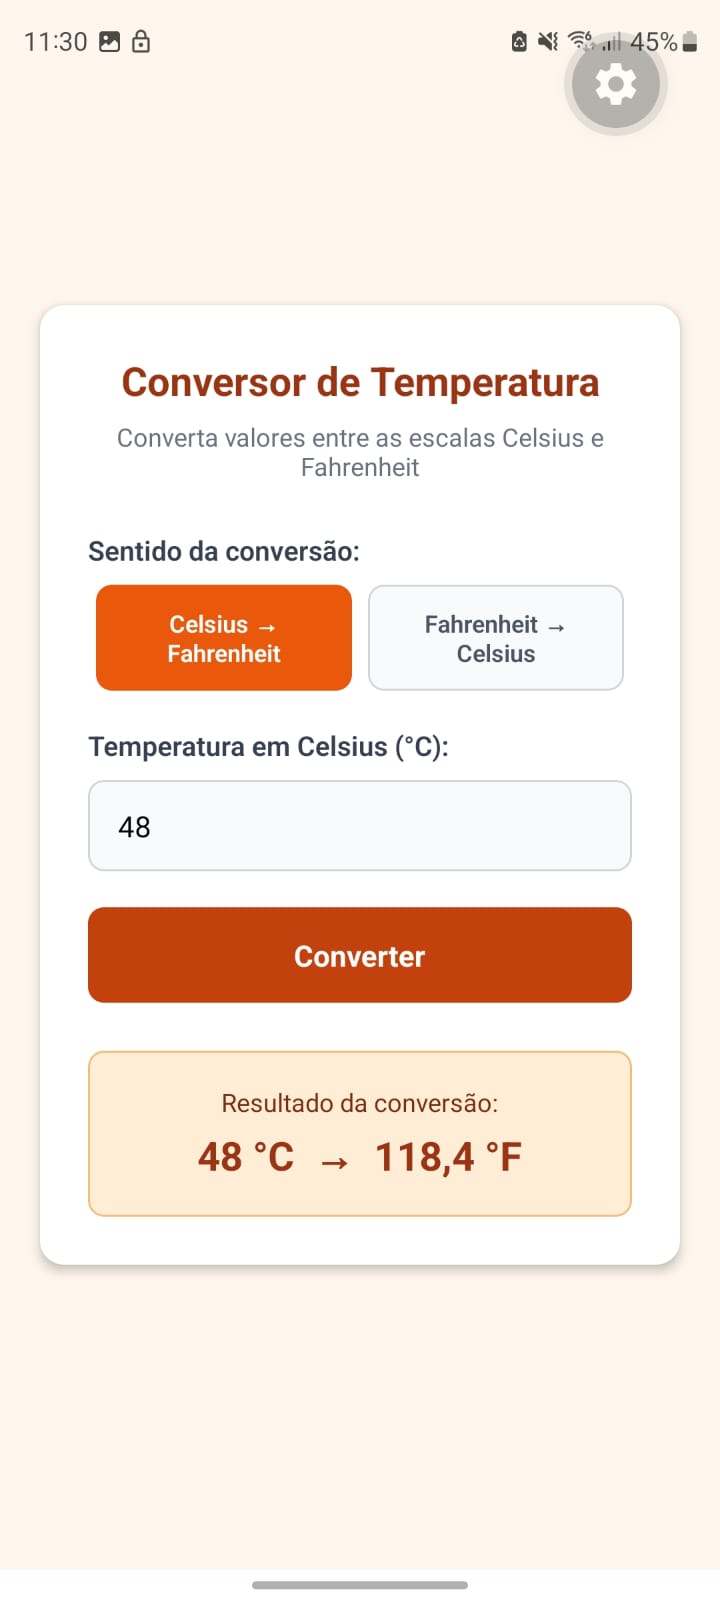 11:30
45%
Conversor de Temperatura
Converta valores entre as escalas Celsius e
Fahrenheit
Sentido da conversão:
Celsius →
Fahrenheit
Fahrenheit →
Celsius
Temperatura em Celsius (°C):
48
Converter
Resultado da conversão:
48 °C → 118,4 °F